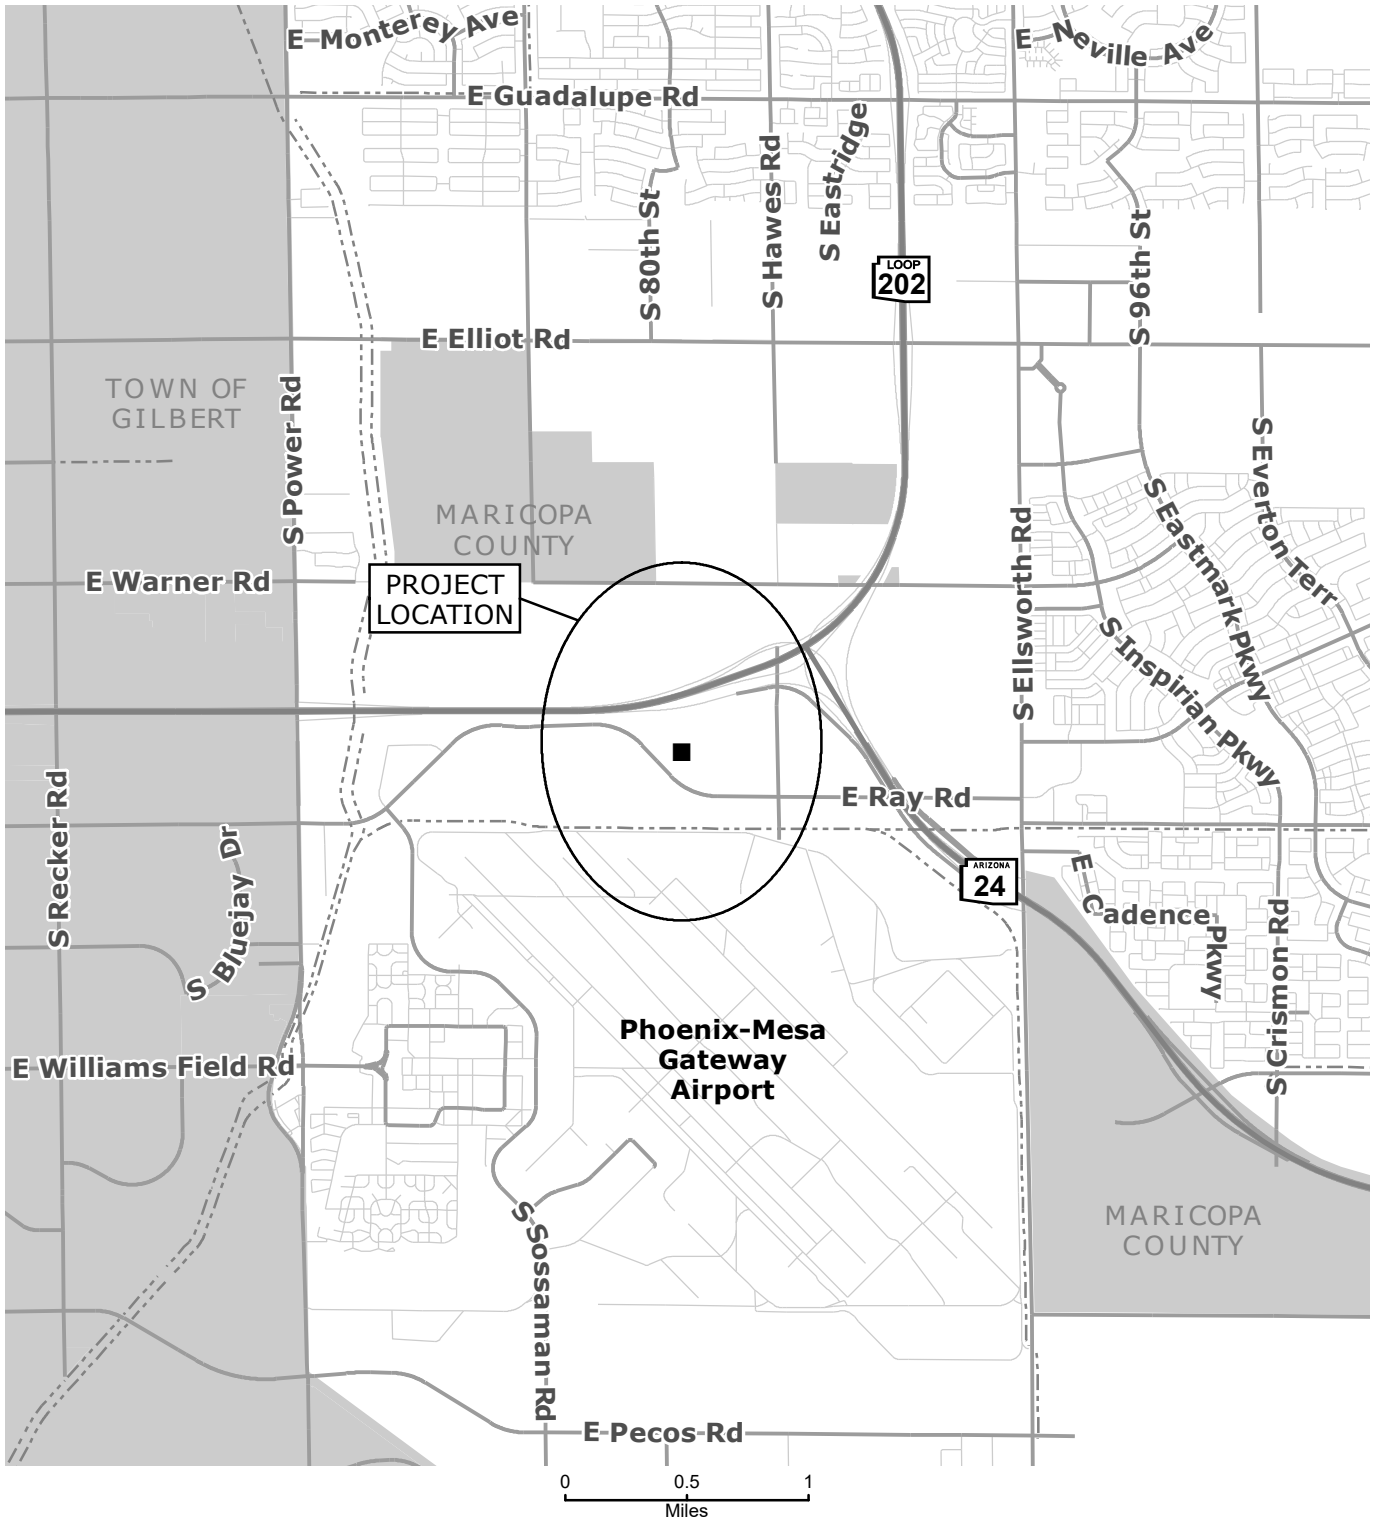 E Monterey Ave
E Neville Ave
E Guadalupe Rd
S Eastridge
S Hawes Rd
S 80th St
S 96th St
LOOP
202
E Elliot Rd
TOWN OF
GILBERT
S Power Rd
S Everton Terr
S Eastmark Pkwy
MARICOPA
COUNTY
S Ellsworth Rd
E Warner Rd
PROJECT
LOCATION
S Inspirian Pkwy
S Recker Rd
E Ray Rd
S Bluejay Dr
ARIZONA
24
E Cadence Pkwy
S Crismon Rd
Phoenix-Mesa
Gateway
Airport
E Williams Field Rd
S Sossaman Rd
MARICOPA
COUNTY
E Pecos Rd
0 0.5 1
Miles